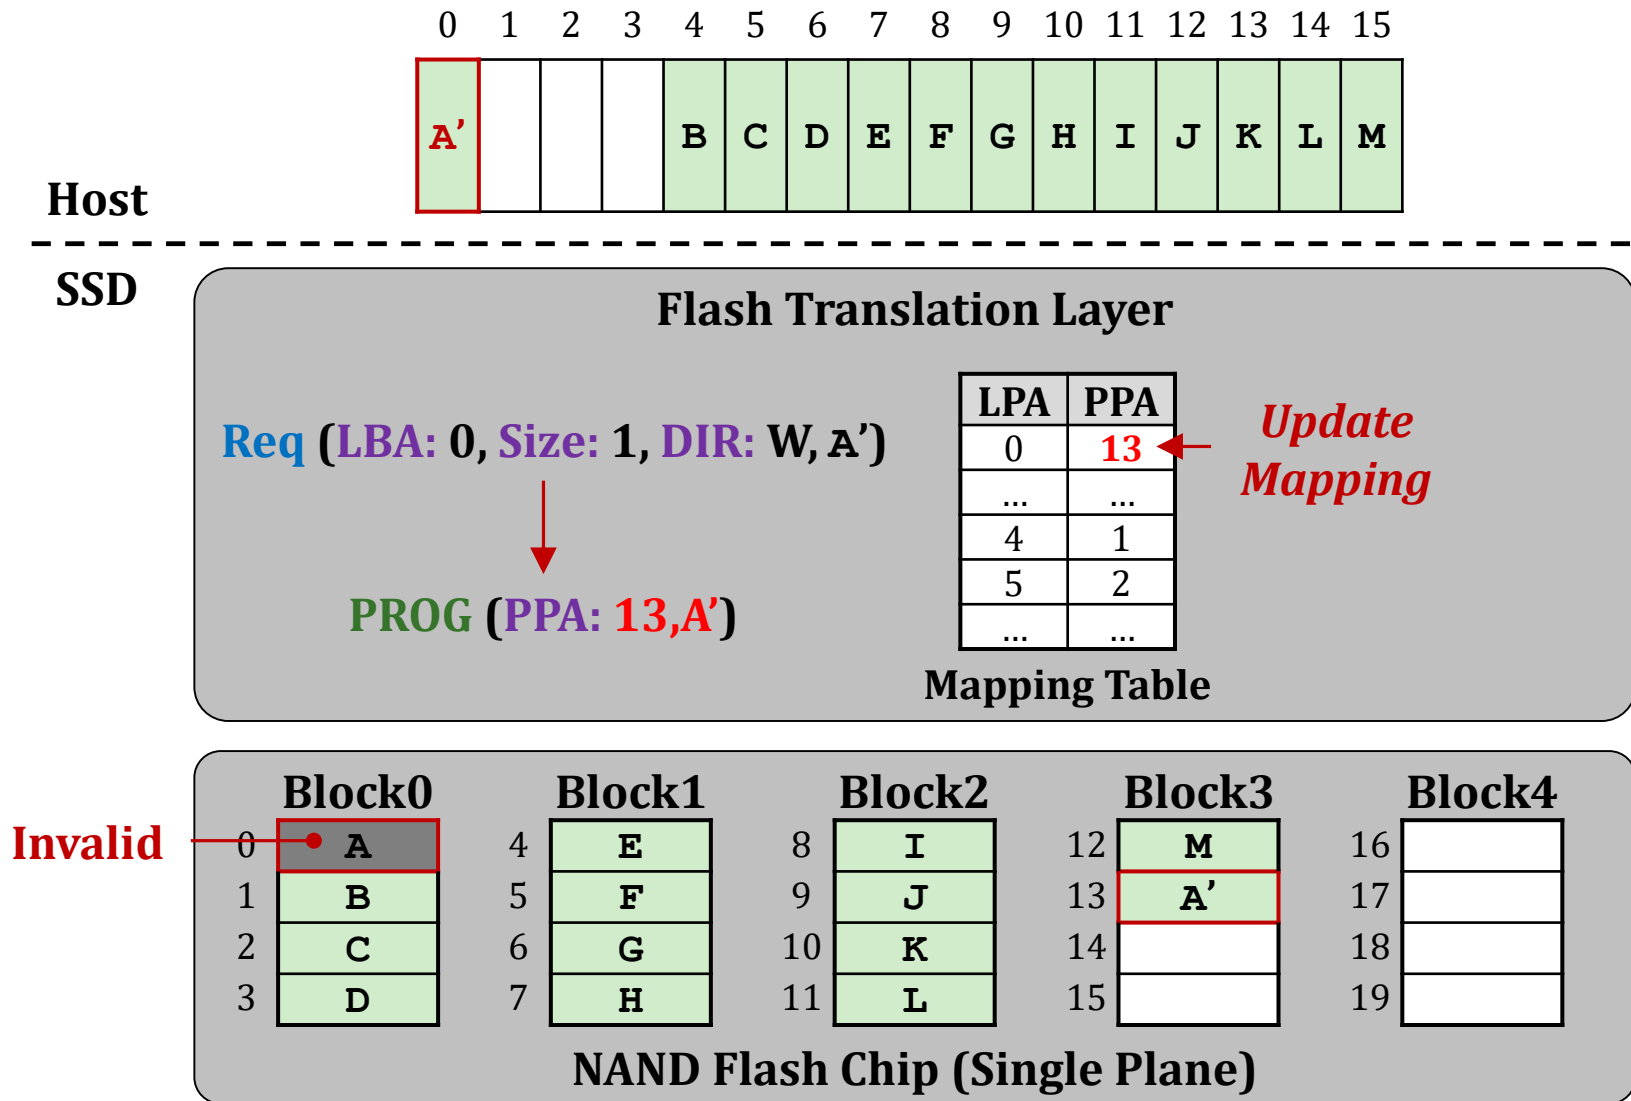 0 1 2 3 4 5 6 7 8 9 10 11 12 13 14 15
A’ B C D E F G H I J K L M
Host
SSD
Flash Translation Layer
Req (LBA: 0, Size: 1, DIR: W, A’)
PROG (PPA: 13,A’)
LPA PPA
0 13
... ...
4 1
5 2
... ...
Mapping Table
Update
Mapping
Invalid
Block0 Block1 Block2 Block3 Block4
0 A 4 E 8 I 12 M 16
1 B 5 F 9 J 13 A’ 17
2 C 6 G 10 K 14 18
3 D 7 H 11 L 15 19
NAND Flash Chip (Single Plane)